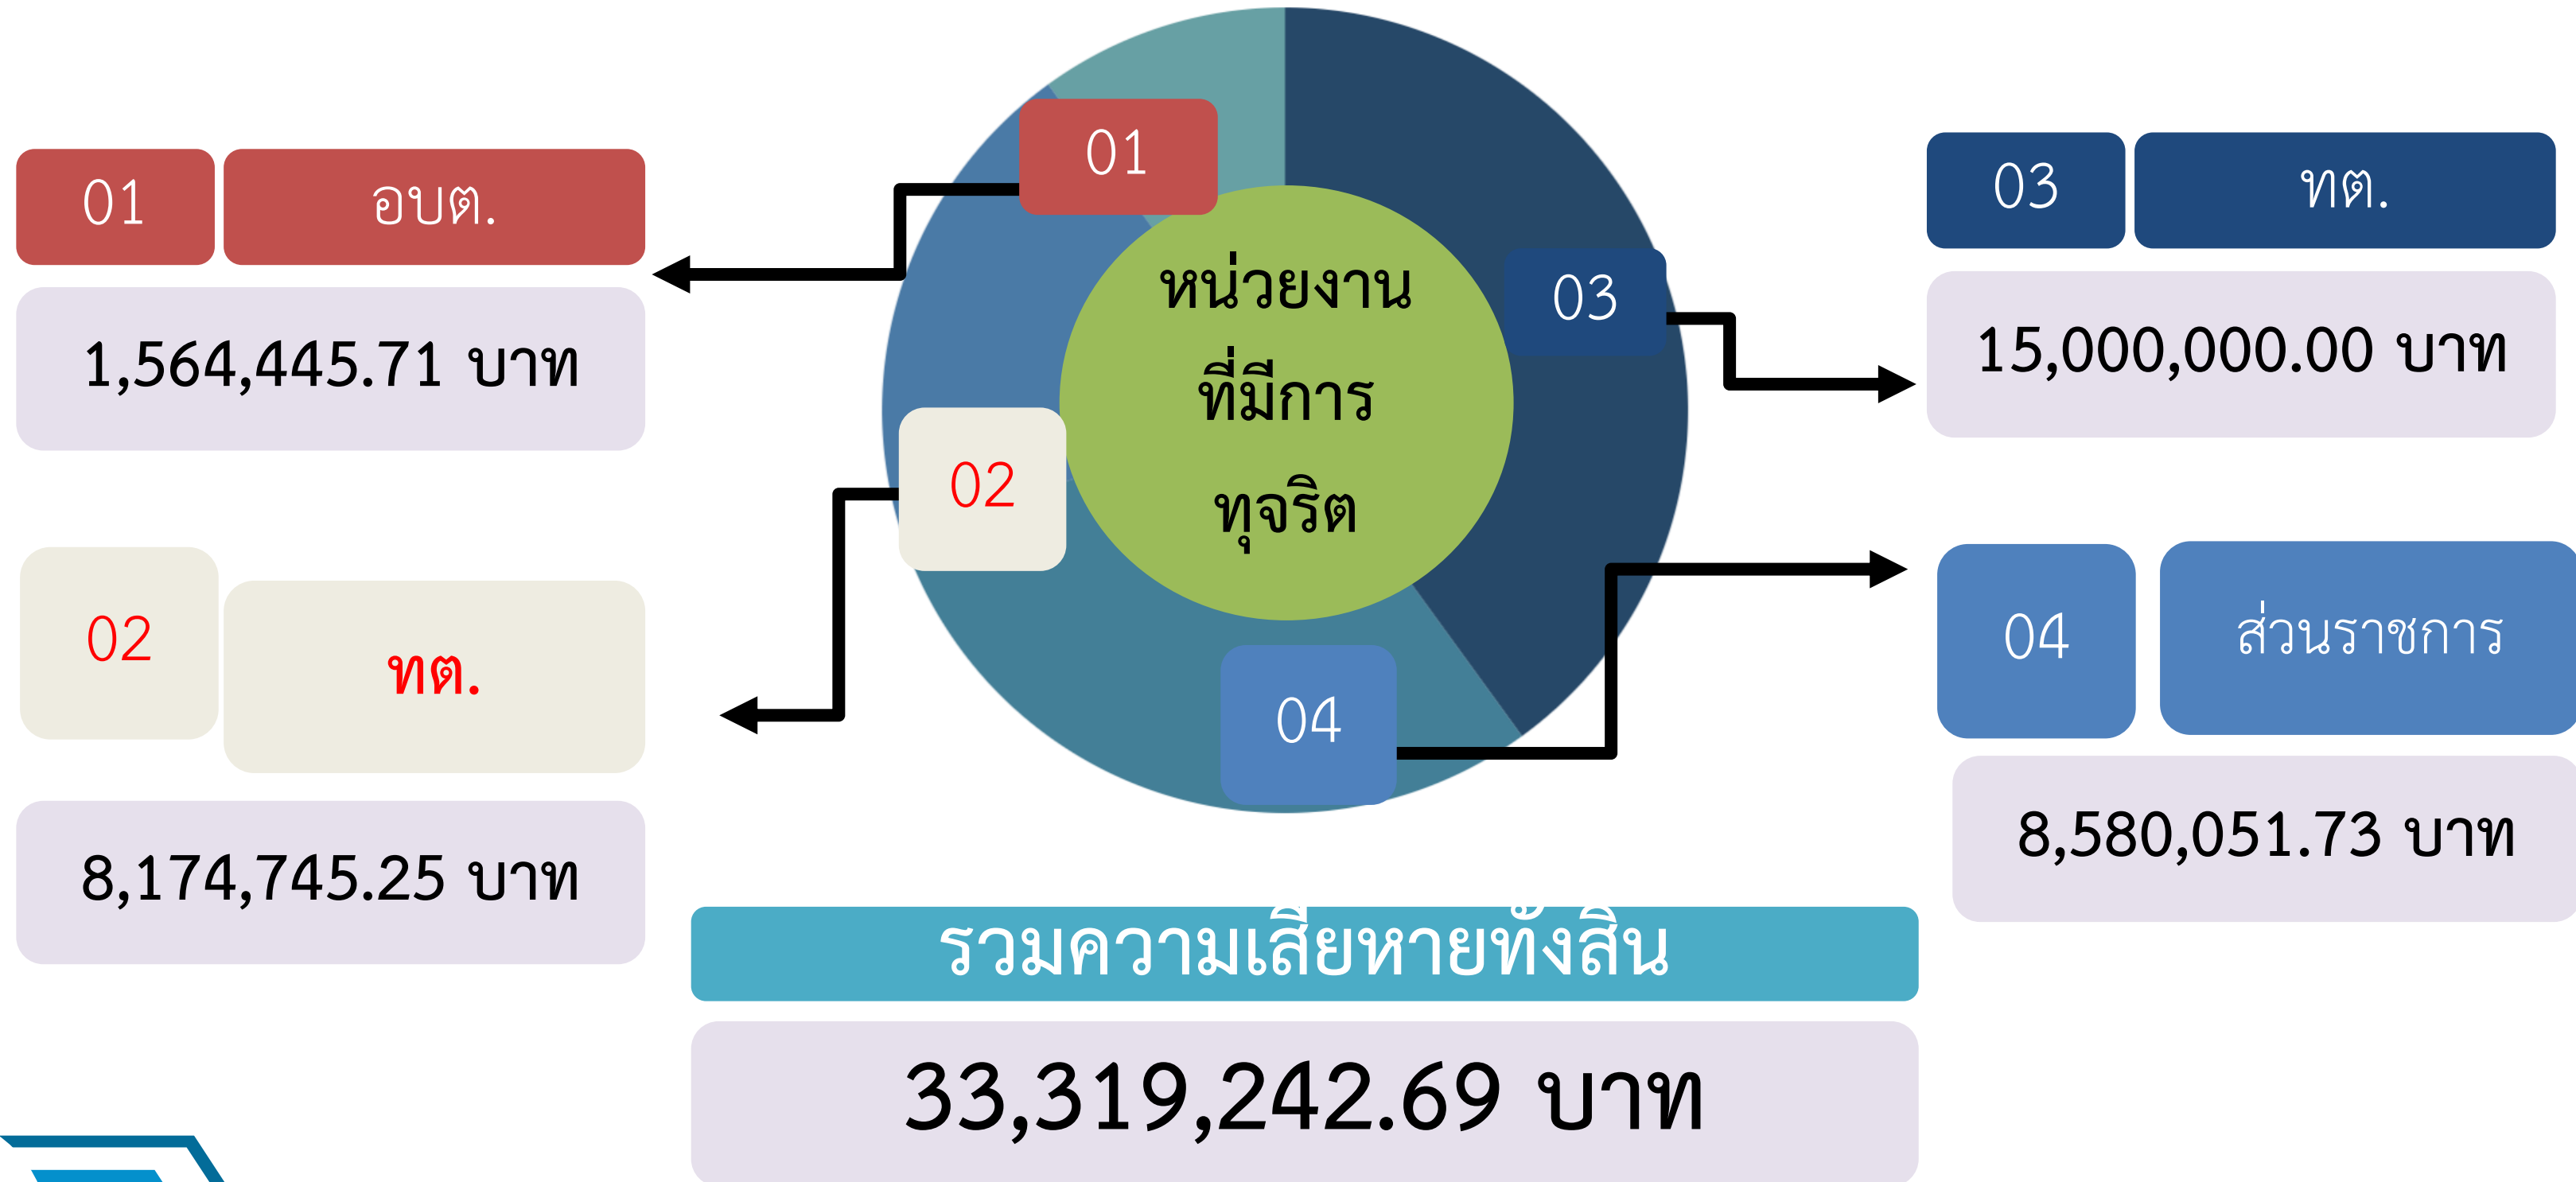 01
อบต.
1,564,445.71 บาท
02
ทต.
8,174,745.25 บาท
01
02
03
04
หน่วยงาน
ที่มีการ
ทุจริต
03
ทต.
15,000,000.00 บาท
04
ส่วนราชการ
8,580,051.73 บาท
รวมความเสียหายทั้งสิ้น
33,319,242.69 บาท